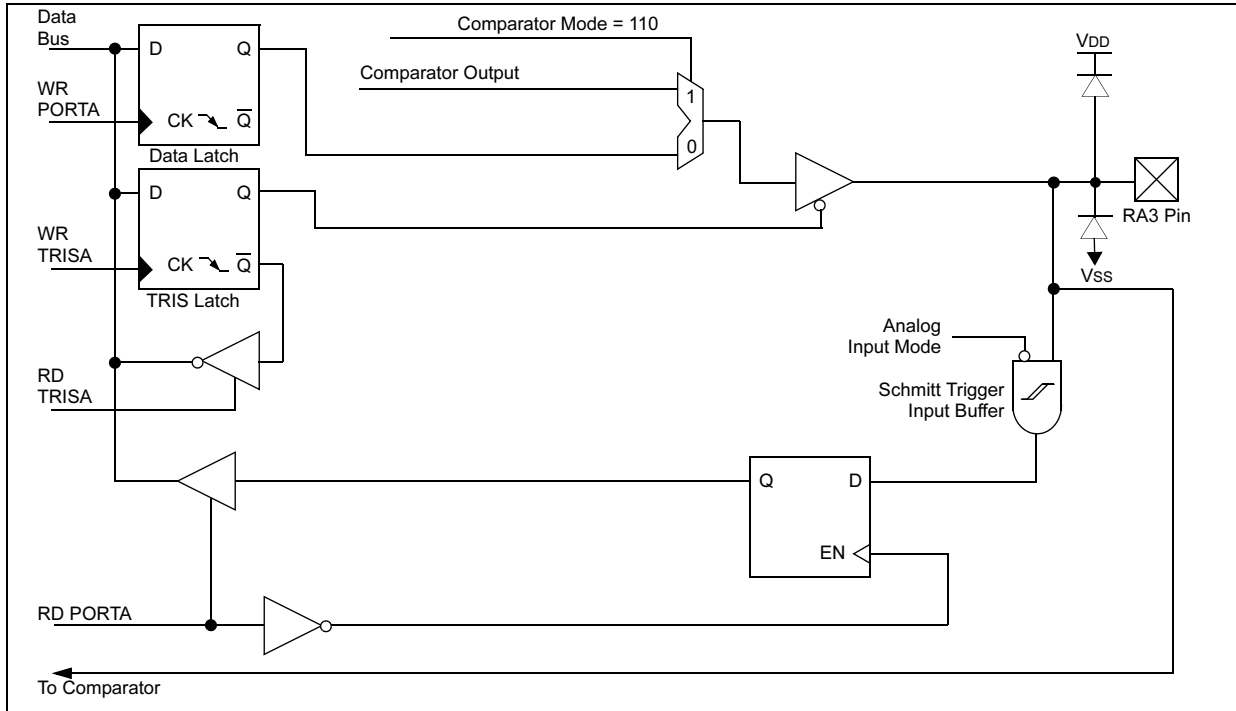 Data
Bus
D
Q
Comparator Mode = 110
VDD
Comparator Output
WR
PORTA
CK
Q
1
0
Data Latch
D
Q
RA3 Pin
WR
TRISA
CK
Q
VSS
TRIS Latch
Analog
Input Mode
RD
TRISA
Schmitt Trigger
Input Buffer
Q
D
EN
RD PORTA
To Comparator